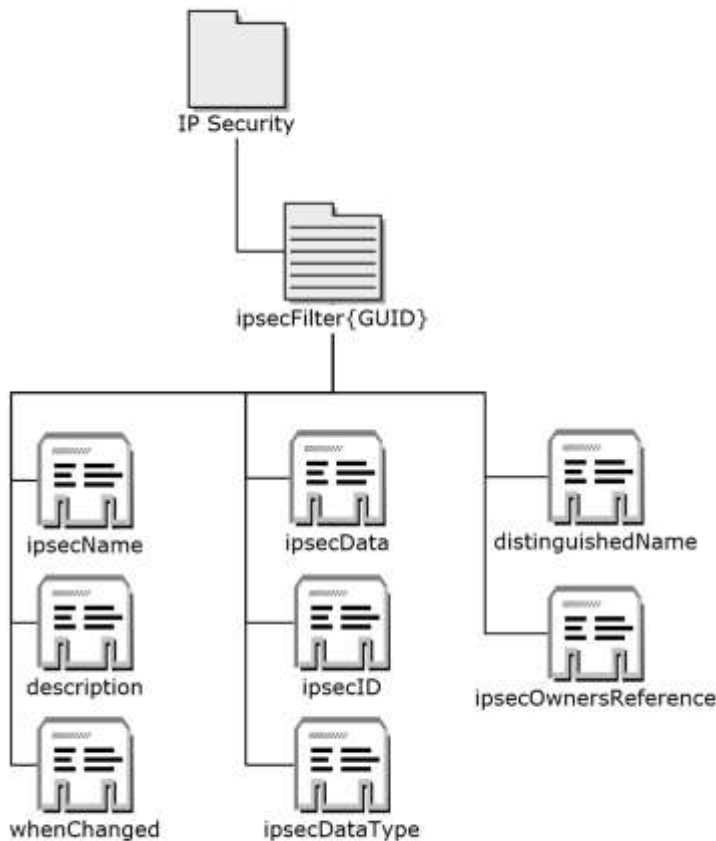 IP Security
ipsecFilter{GUID}
ipsecName
ipsecData
distinguishedName
description
ipsecID
ipsecOwnersReference
whenChanged
ipsecDataType